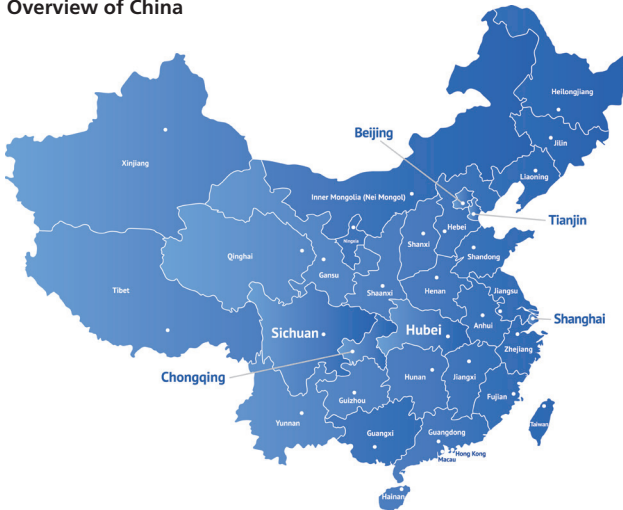 Overview of China
Heilongjiang
Jilin
Beijing
Xinjiang
Liaoning
Inner Mongolia (Nei Mongol)
Tianjin
Hebei
Shanxi
Ningxia
Shandong
Qinghai
Gansu
Shaanxi
Henan
Jiangsu
Tibet
Shanghai
Anhui
Hubei
Sichuan
Zhejiang
Chongqing
Hunan
Jiangxi
Fujian
Guizhou
Yunnan
Taiwan
Guangxi
Guangdong
Hong Kong
Macau
Hainan